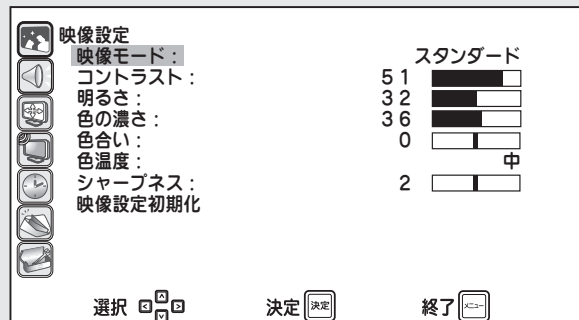 映像設定
映像モード： スタンダード
コントラスト： 51
明るさ： 32
色の濃さ： 36
色合い： 0
色温度： 中
シャープネス： 2
映像設定初期化
選択 決定 決定 終了 メニュー